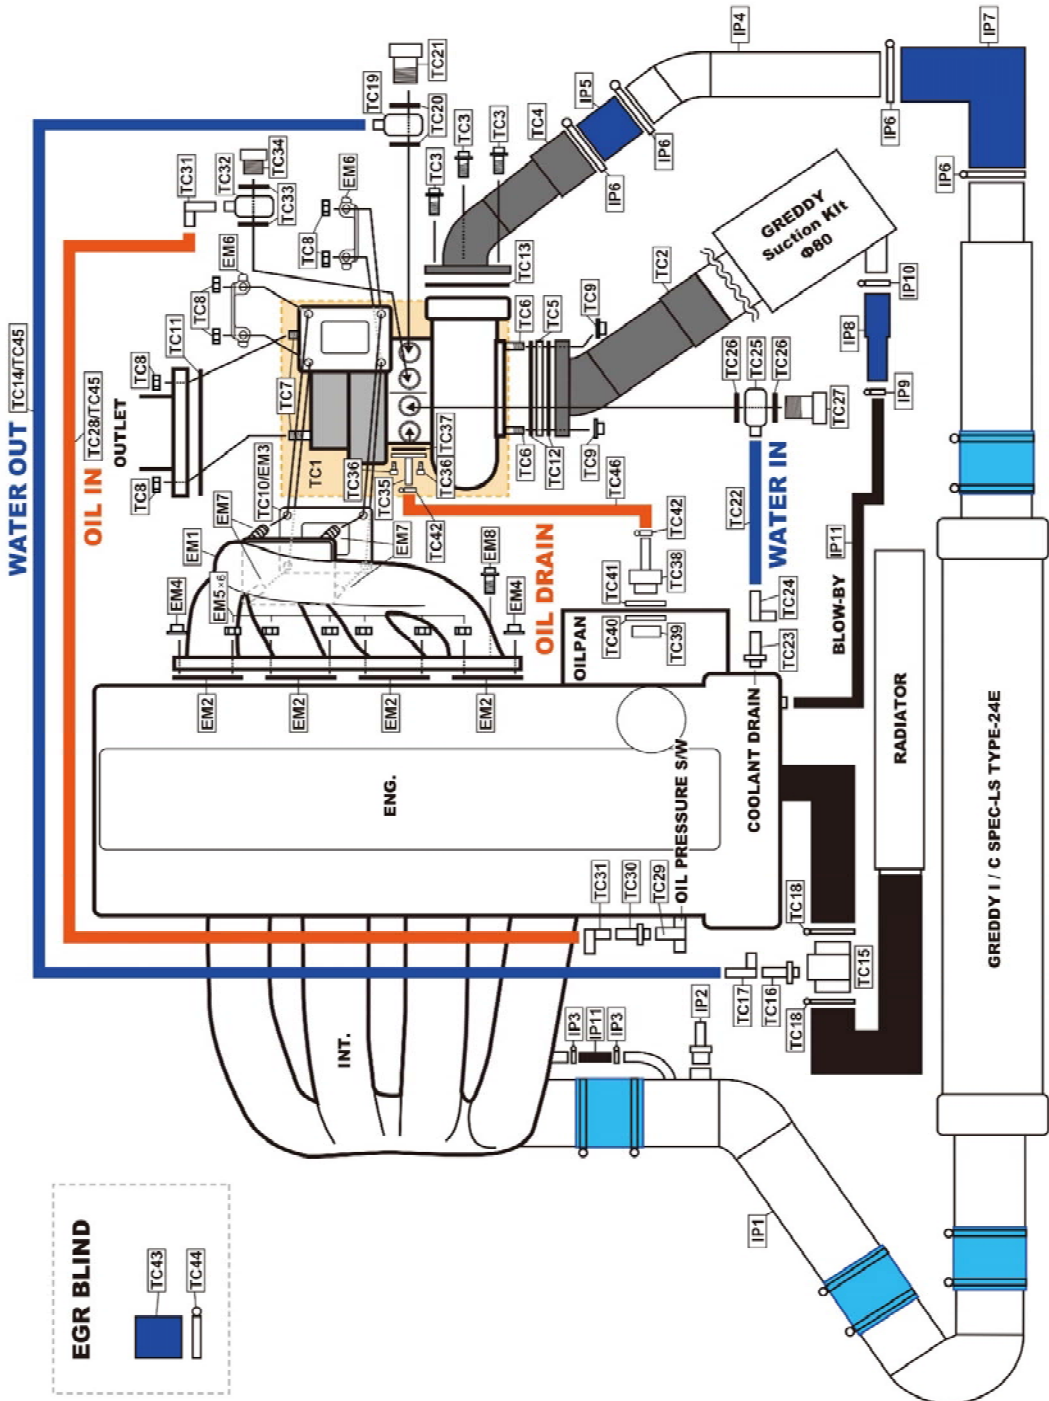 EGR BLIND
TC43
TC44
WATER OUT
TC14/TC45
OIL IN
TC28/TC45
OUTLET
TC8
TC8
TC11
TC8
EM6
TC31
TC32
TC33
TC34
TC8
EM6
TC19
TC20
TC21
TC3
TC3
TC3
TC4
IP5
IP6
IP6
IP4
IP6
IP7
IP6
TC13
TC2
GREDDY
Suction Kit
Φ80
TC7
TC1
TC36
TC35
TC42
TC37
TC36
TC6
TC5
TC9
TC6
TC12
TC9
TC46
TC10/EM3
EM7
EM1
EM7
EM8
EM4
EM5×6
EM4
EM2
EM2
EM2
EM2
OIL DRAIN
TC42
TC38
TC41
TC40
TC39
OILPAN
TC26
TC25
TC26
TC27
TC22
WATER IN
TC24
TC23
IP10
IP8
IP9
IP11
BLOW-BY
RADIATOR
ENG.
OIL PRESSURE S/W
COOLANT DRAIN
TC31
TC30
TC29
TC17
TC16
TC18
TC15
TC18
INT.
IP3
IP11
IP3
IP2
IP1
GREDDY I / C SPEC-LS TYPE-24E